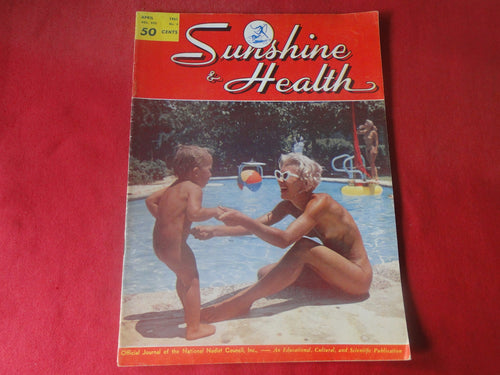 APRIL 1961
50 CENTS
Sunshine
& Health
Official Journal of the National Nudist Council, Inc., — An Educational, Cultural, and Scientific Publication